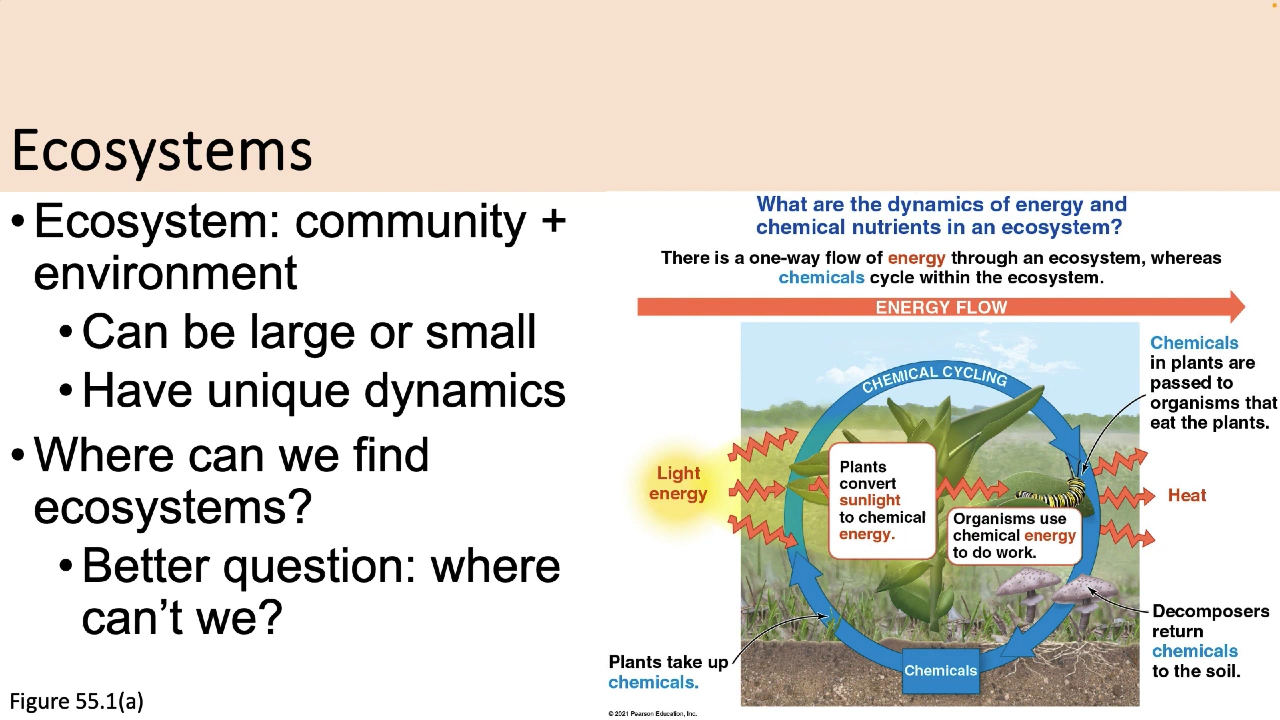 Ecosystems
• Ecosystem: community +
environment
• Can be large or small
• Have unique dynamics
• Where can we find
ecosystems?
• Better question: where
can’t we?
Figure 55.1(a)
What are the dynamics of energy and
chemical nutrients in an ecosystem?
There is a one-way flow of energy through an ecosystem, whereas
chemicals cycle within the ecosystem.
ENERGY FLOW
CHEMICAL CYCLING
Chemicals
in plants are
passed to
organisms that
eat the plants.
Light
energy
Plants
convert
sunlight
to chemical
energy.
Organisms use
chemical energy
to do work.
Heat
Decomposers
return
chemicals
to the soil.
Plants take up
chemicals.
Chemicals
© 2021 Pearson Education, Inc.